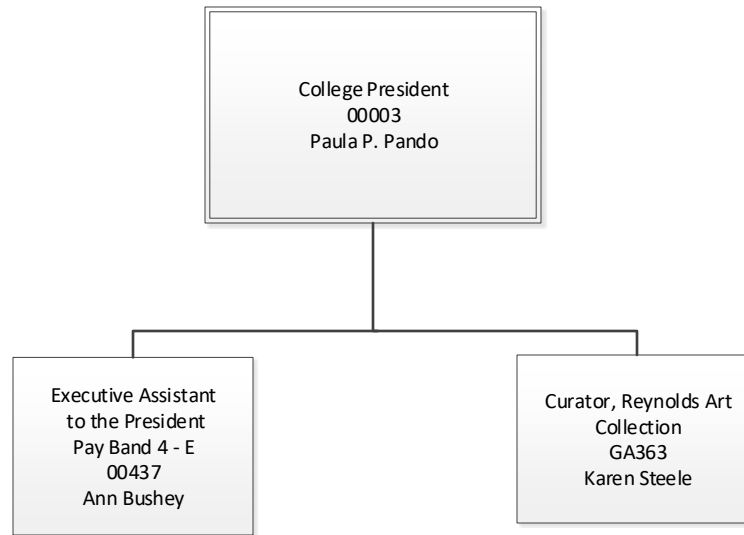 College President
00003
Paula P. Pando
Executive Assistant
to the President
Pay Band 4 - E
00437
Ann Bushey
Curator, Reynolds Art
Collection
GA363
Karen Steele